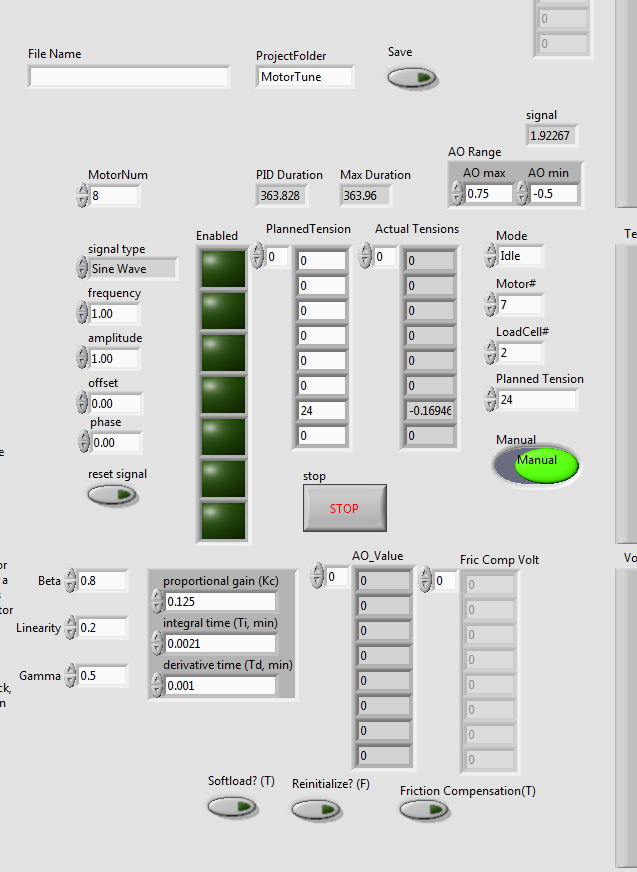 0
0
File Name
ProjectFolder
MotorTune
Save
signal
1.92267
AO Range
AO max
0.75
AO min
-0.5
MotorNum
8
PID Duration
363.828
Max Duration
363.96
signal type
Sine Wave
frequency
1.00
amplitude
1.00
offset
0.00
phase
0.00
reset signal
Enabled
PlannedTension
0
0
0
0
0
0
0
24
0
Actual Tensions
0
0
0
0
0
0
0
-0.16946
0
Mode
Idle
Motor#
7
LoadCell#
2
Planned Tension
24
Manual
Manual
stop
STOP
Te
e
or
a
s
tor
ck,
n
Beta
0.8
Linearity
0.2
Gamma
0.5
proportional gain (Kc)
0.125
integral time (Ti, min)
0.0021
derivative time (Td, min)
0.001
AO_Value
0
0
0
0
0
0
0
0
0
Fric Comp Volt
0
0
0
0
0
0
0
0
0
Vo
Softload? (T)
Reinitialize? (F)
Friction Compensation(T)